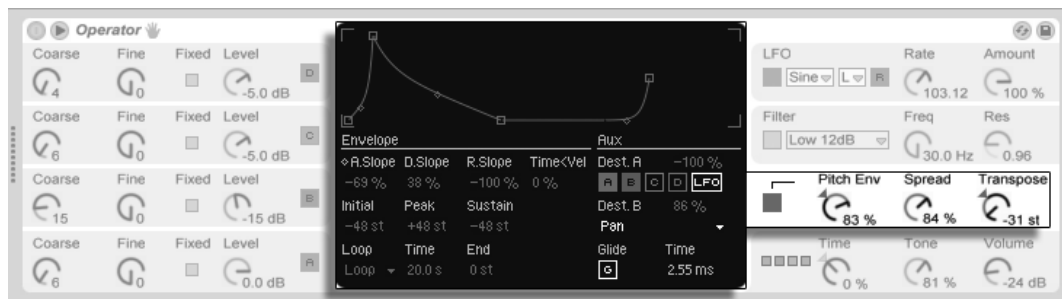 Operator
Coarse Fine Fixed Level
4 0 -5.0 dB D
Coarse Fine Fixed Level
6 0 -5.0 dB C
Coarse Fine Fixed Level
15 0 -15 dB B
Coarse Fine Fixed Level
6 0 0.0 dB A
Envelope Aux
A.Slope D.Slope R.Slope Time<Vel Dest. A -100 %
-69 % 38 % -100 % 0 % A B C D LFO
Initial Peak Sustain Dest. B 86 %
-48 st +48 st -48 st Pan
Loop Time End Glide Time
Loop 20.0 s 0 st G 2.55 ms
LFO Rate Amount
Sine L R 103.12 100 %
Filter Freq Res
Low 12dB 30.0 Hz 0.96
Pitch Env Spread Transpose
83 % 84 % -31 st
Time Tone Volume
0 % 81 % -24 dB